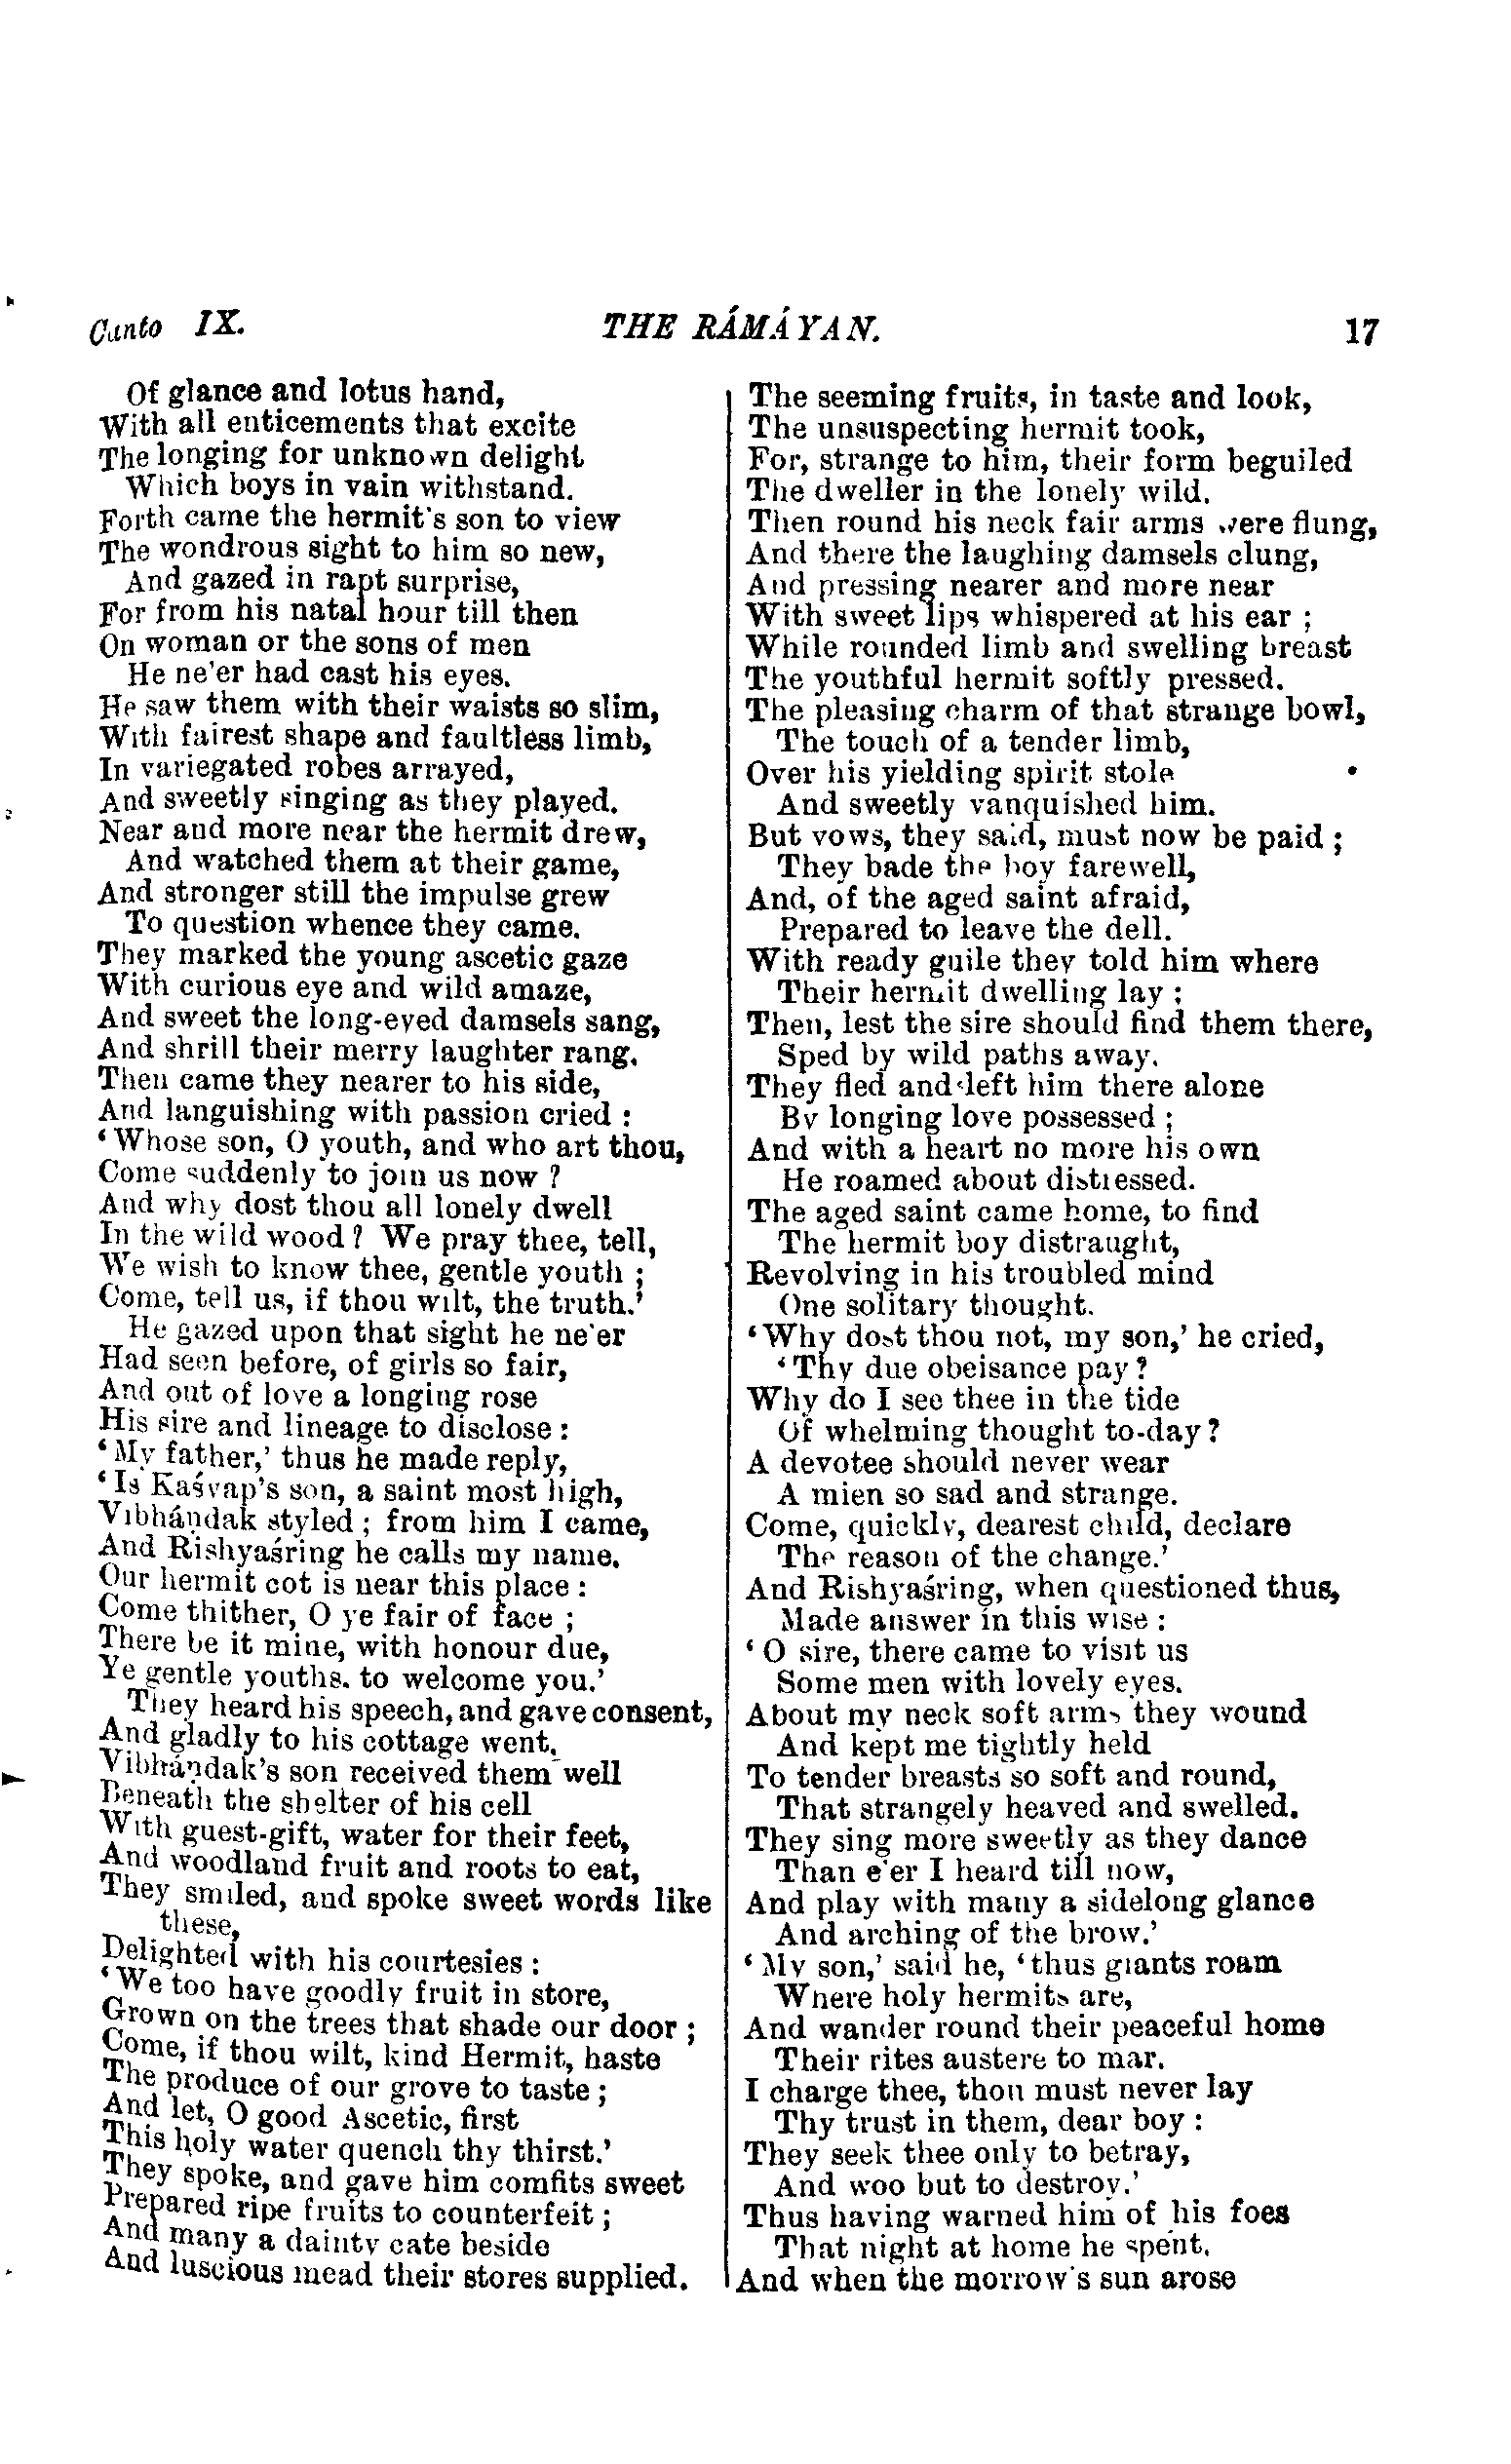 Canto IX. THE RÁMÁYAN. 17
Of glance and lotus hand,
With all enticements that excite
The longing for unknown delight
Which boys in vain withstand.
Forth came the hermit's son to view
The wondrous sight to him so new,
And gazed in rapt surprise,
For from his natal hour till then
On woman or the sons of men
He ne'er had cast his eyes.
He saw them with their waists so slim,
With fairest shape and faultless limb,
In variegated robes arrayed,
And sweetly singing as they played.
Near and more near the hermit drew,
And watched them at their game,
And stronger still the impulse grew
To question whence they came.
They marked the young ascetic gaze
With curious eye and wild amaze,
And sweet the long-eyed damsels sang,
And shrill their merry laughter rang.
Then came they nearer to his side,
And languishing with passion cried :
‘Whose son, O youth, and who art thou,
Come suddenly to join us now ?
And why dost thou all lonely dwell
In the wild wood ? We pray thee, tell,
We wish to know thee, gentle youth ;
Come, tell us, if thou wilt, the truth.’
He gazed upon that sight he ne'er
Had seen before, of girls so fair,
And out of love a longing rose
His sire and lineage to disclose :
‘My father,’ thus he made reply,
‘Is Kaśyap's son, a saint most high,
Vibháṇdak styled ; from him I came,
And Rishyaśring he calls my name.
Our hermit cot is near this place :
Come thither, O ye fair of face ;
There be it mine, with honour due,
Ye gentle youths. to welcome you.’
They heard his speech, and gave consent,
And gladly to his cottage went.
Vibháṇdak's son received them well
Beneath the shelter of his cell
With guest-gift, water for their feet,
And woodland fruit and roots to eat,
They smiled, and spoke sweet words like
these,
Delighted with his courtesies :
‘We too have goodly fruit in store,
Grown on the trees that shade our door ;
Come, if thou wilt, kind Hermit, haste
The produce of our grove to taste ;
And let, O good Ascetic, first
This holy water quench thy thirst.’
They spoke, and gave him comfits sweet
Prepared ripe fruits to counterfeit ;
And many a dainty cate beside
And luscious mead their stores supplied.
The seeming fruits, in taste and look,
The unsuspecting hermit took,
For, strange to him, their form beguiled
The dweller in the lonely wild.
Then round his neck fair arms were flung,
And there the laughing damsels clung,
And pressing nearer and more near
With sweet lips whispered at his ear ;
While rounded limb and swelling breast
The youthful hermit softly pressed.
The pleasing charm of that strange bowl,
The touch of a tender limb,
Over his yielding spirit stole
And sweetly vanquished him.
But vows, they said, must now be paid ;
They bade the boy farewell,
And, of the aged saint afraid,
Prepared to leave the dell.
With ready guile they told him where
Their hermit dwelling lay ;
Then, lest the sire should find them there,
Sped by wild paths away.
They fled and left him there alone
By longing love possessed ;
And with a heart no more his own
He roamed about distressed.
The aged saint came home, to find
The hermit boy distraught,
Revolving in his troubled mind
One solitary thought.
‘Why dost thou not, my son,’ he cried,
‘Thy due obeisance pay ?
Why do I see thee in the tide
Of whelming thought to-day ?
A devotee should never wear
A mien so sad and strange.
Come, quickly, dearest child, declare
The reason of the change.’
And Rishyaśring, when questioned thus,
Made answer in this wise :
‘O sire, there came to visit us
Some men with lovely eyes.
About my neck soft arms they wound
And kept me tightly held
To tender breasts so soft and round,
That strangely heaved and swelled.
They sing more sweetly as they dance
Than e'er I heard till now,
And play with many a sidelong glance
And arching of the brow.’
‘My son,’ said he, ‘thus giants roam
Where holy hermits are,
And wander round their peaceful home
Their rites austere to mar.
I charge thee, thou must never lay
Thy trust in them, dear boy :
They seek thee only to betray,
And woo but to destroy.’
Thus having warned him of his foes
That night at home he spent.
And when the morrow's sun arose